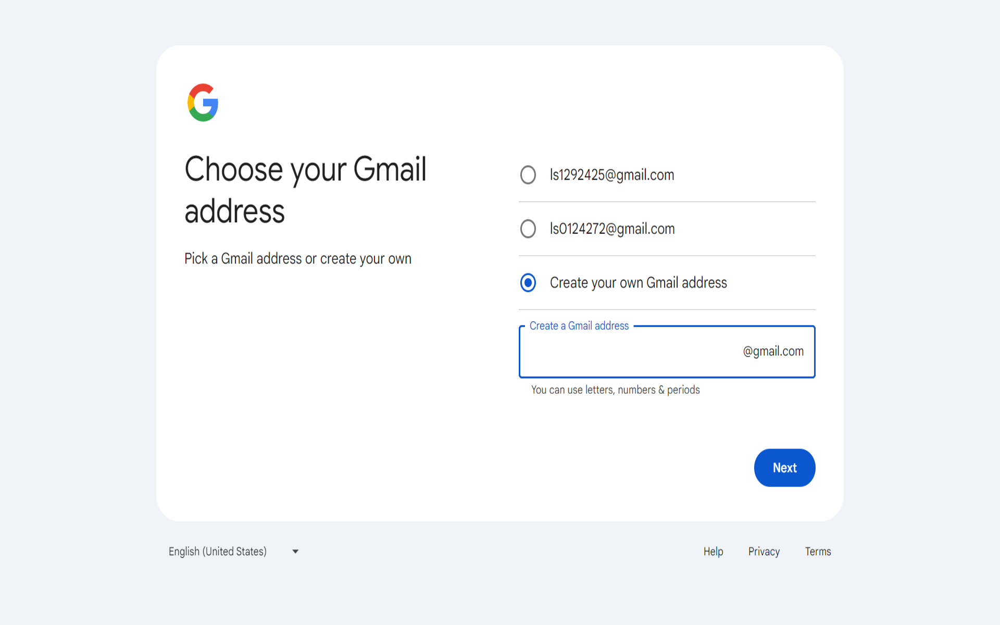 Choose your Gmail
address
Pick a Gmail address or create your own
ls1292425@gmail.com
ls0124272@gmail.com
Create your own Gmail address
Create a Gmail address
@gmail.com
You can use letters, numbers & periods
Next
English (United States)
Help Privacy Terms